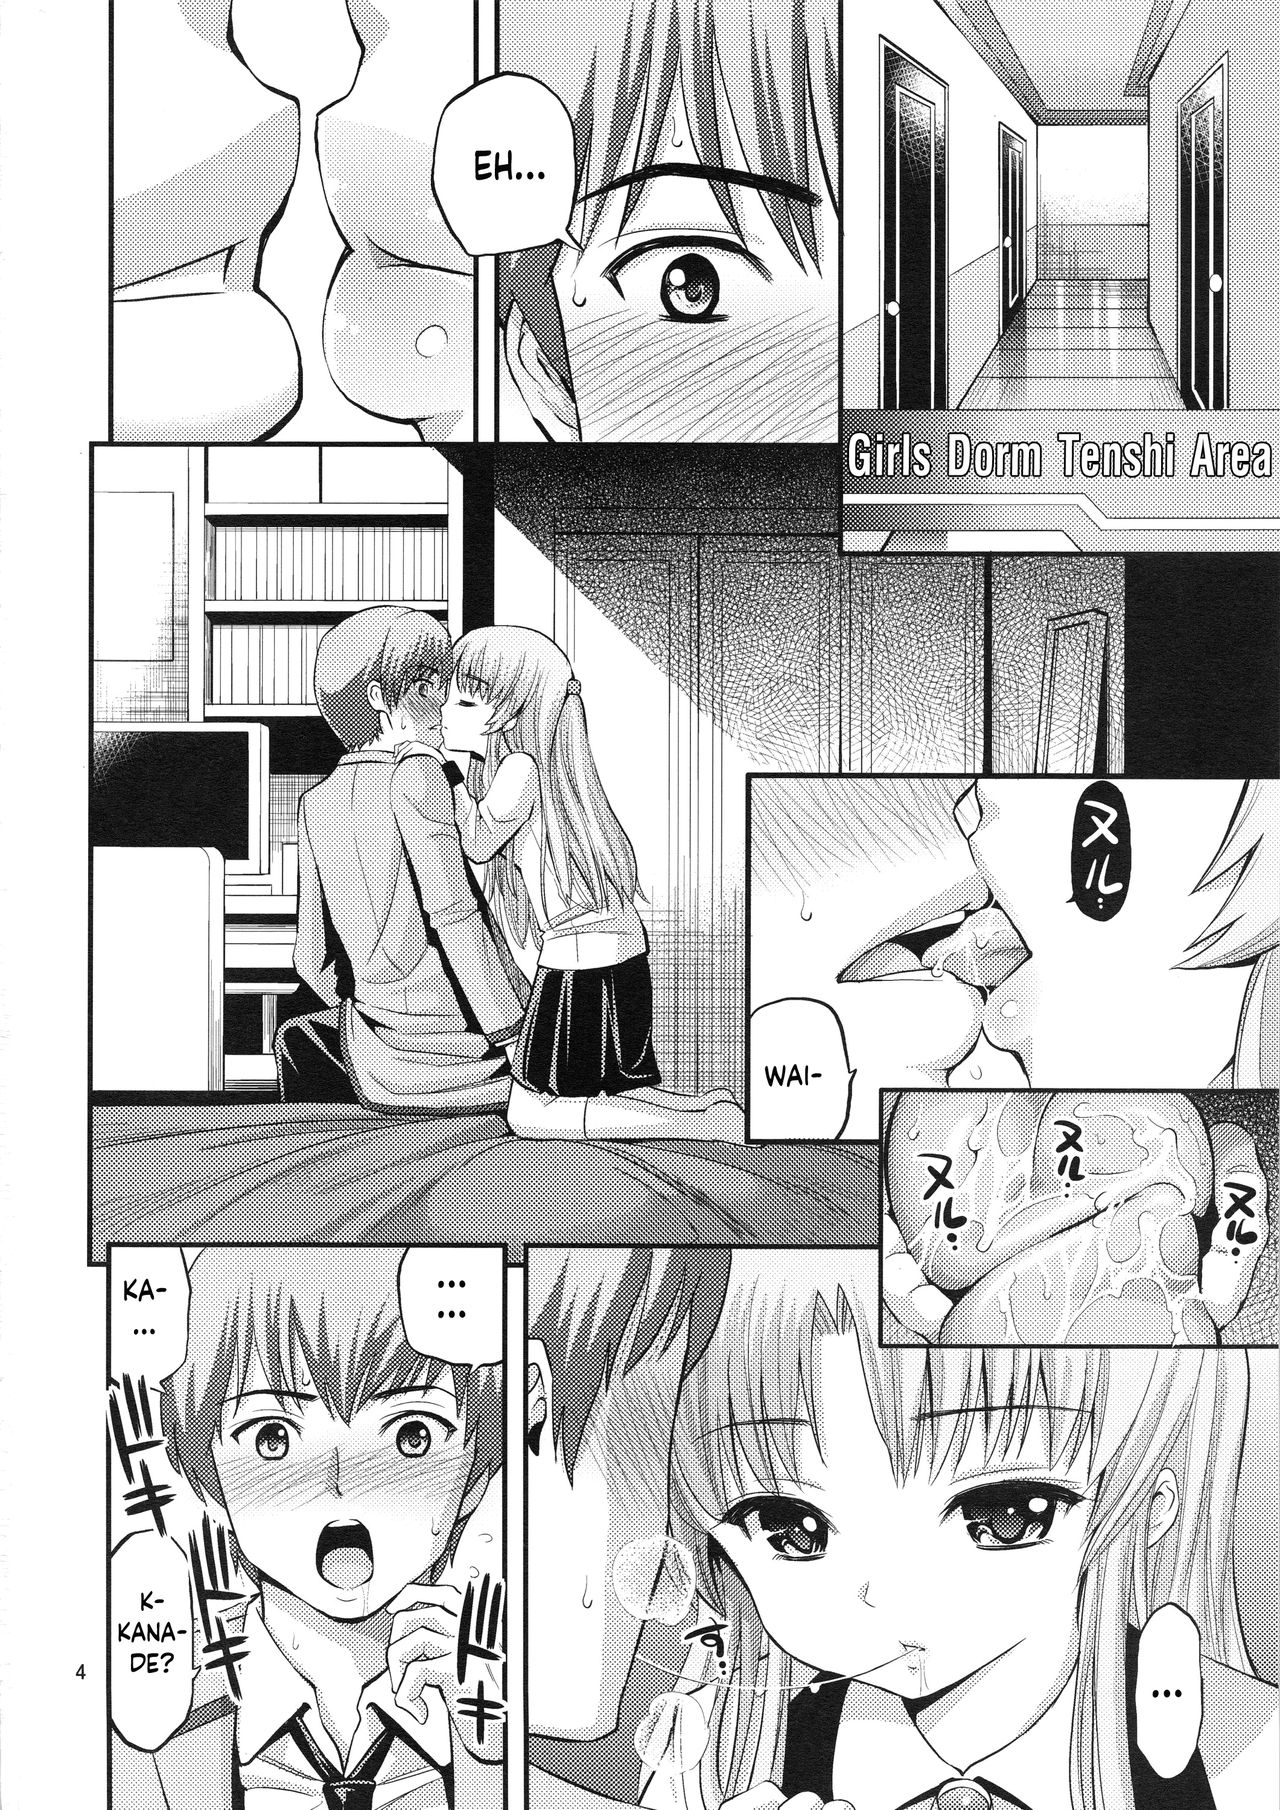 Girls Dorm Tenshi Area
EH...
ヌ
ル…
WAI-
ヌ
ル…
ヌ
ル…
ヌ
ル…
...
す…
...
...
KA-
...
ドキ
ドキ
ドキ
K-
KANA-
DE?
4